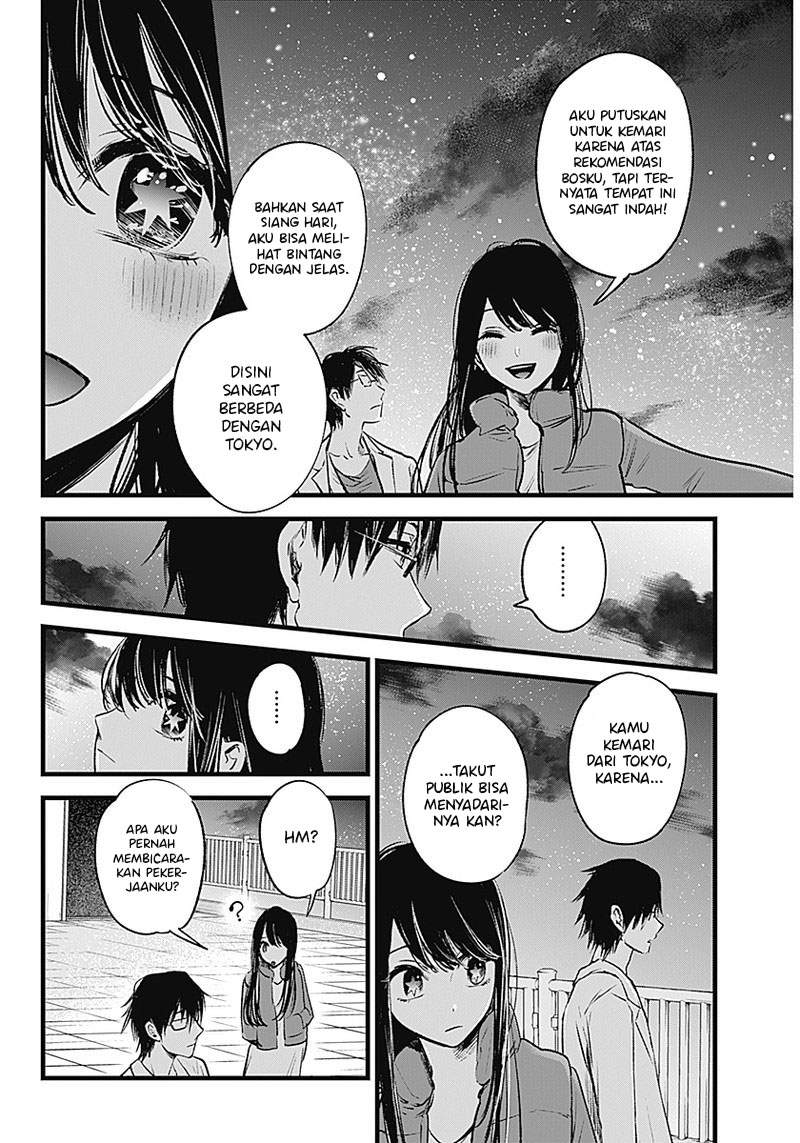 AKU PUTUSKAN
UNTUK KEMARI
KARENA ATAS
REKOMENDASI
BOSKU, TAPI TER-
NYATA TEMPAT INI
SANGAT INDAH!
BAHKAN SAAT
SIANG HARI,
AKU BISA MELI-
HAT BINTANG
DENGAN JELAS.
DISINI
SANGAT
BERBEDA
DENGAN
TOKYO.
........
KAMU
KEMARI
DARI TOKYO,
KARENA...
...TAKUT
PUBLIK BISA
MENYADARI-
NYA KAN?
........
HM?
?
APA AKU
PERNAH
MEMBICARA-
KAN PEKER-
JAANKU?